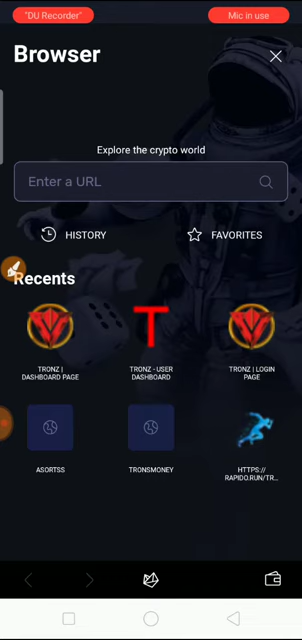 "DU Recorder"
Mic in use
Browser
Explore the crypto world
Enter a URL
HISTORY
FAVORITES
Recents
TRONZ |
DASHBOARD PAGE
TRONZ - USER
DASHBOARD
TRONZ | LOGIN
PAGE
ASORTSS
TRONSMONEY
HTTPS://
RAPIDO.RUN/TR...